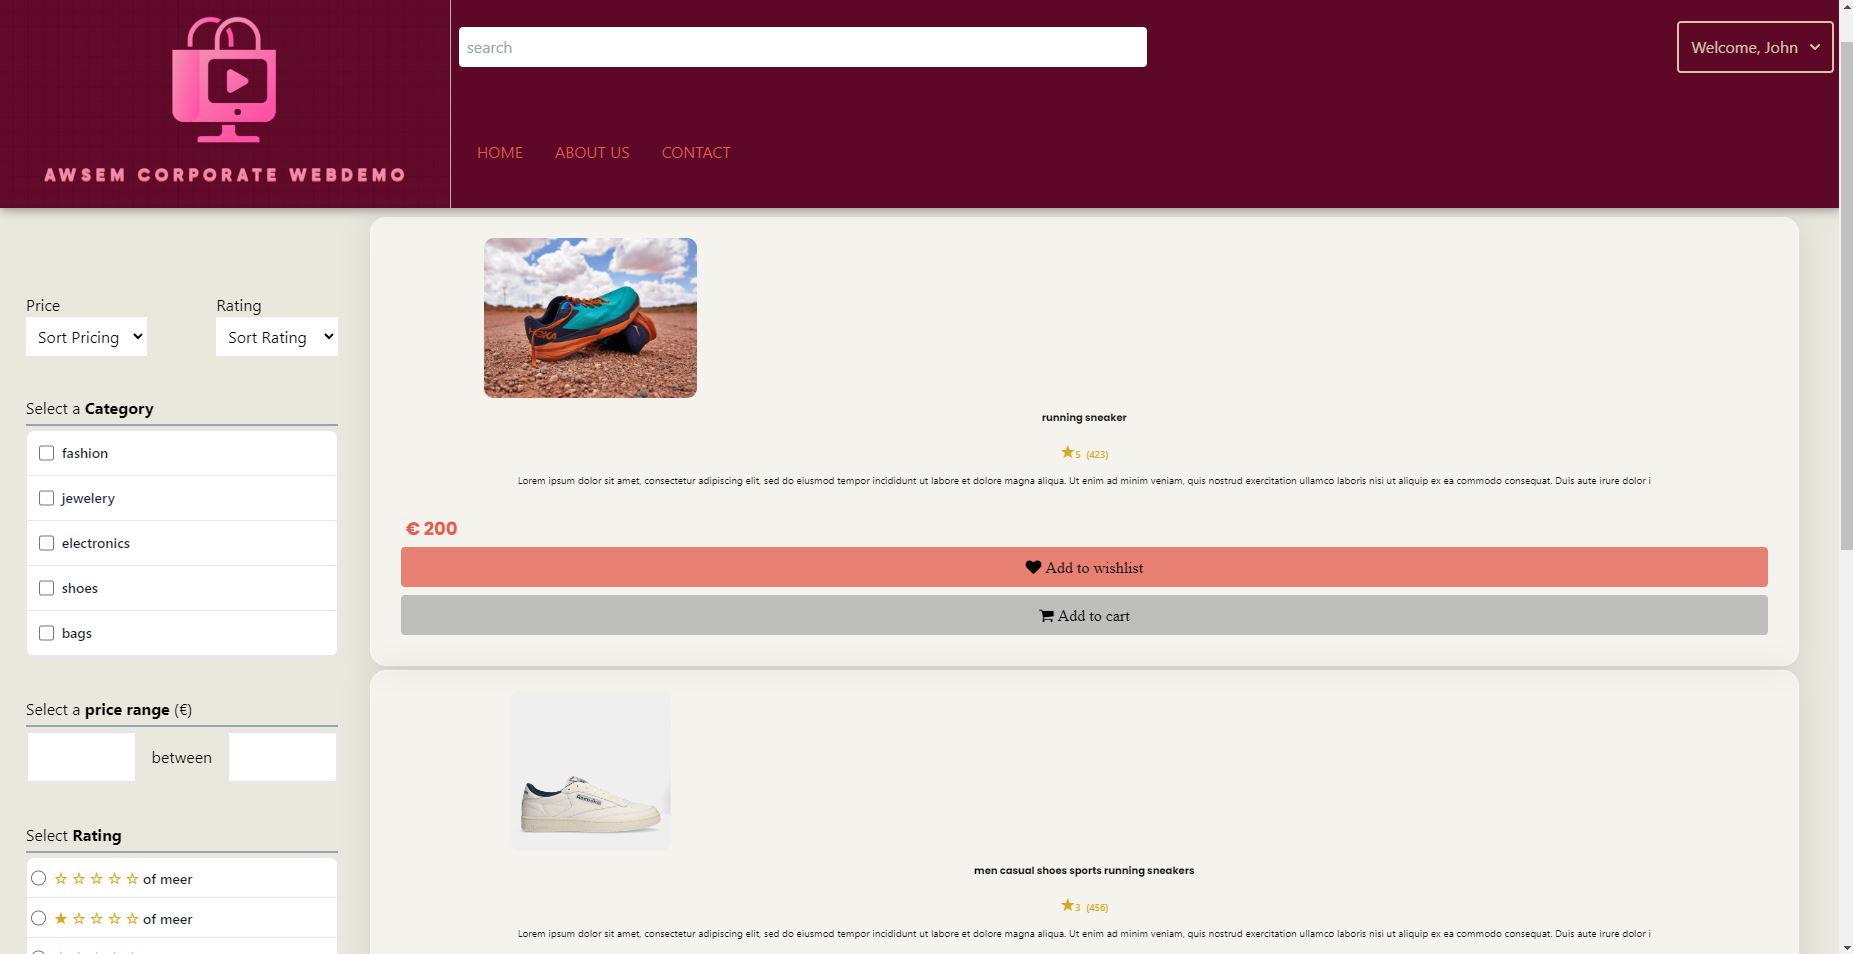 AWSEM CORPORATE WEBDEMO
search
Welcome, John
HOME ABOUT US CONTACT
Price Rating
Sort Pricing Sort Rating
Select a Category
fashion
jewelery
electronics
shoes
bags
Select a price range (€)
between
Select Rating
☆ ☆ ☆ ☆ ☆ of meer
★ ☆ ☆ ☆ ☆ of meer
running sneaker
★5 (423)
Lorem ipsum dolor sit amet, consectetur adipiscing elit, sed do eiusmod tempor incididunt ut labore et dolore magna aliqua. Ut enim ad minim veniam, quis nostrud exercitation ullamco laboris nisi ut aliquip ex ea commodo consequat. Duis aute irure dolor i
€ 200
Add to wishlist
Add to cart
men casual shoes sports running sneakers
★3 (456)
Lorem ipsum dolor sit amet, consectetur adipiscing elit, sed do eiusmod tempor incididunt ut labore et dolore magna aliqua. Ut enim ad minim veniam, quis nostrud exercitation ullamco laboris nisi ut aliquip ex ea commodo consequat. Duis aute irure dolor i